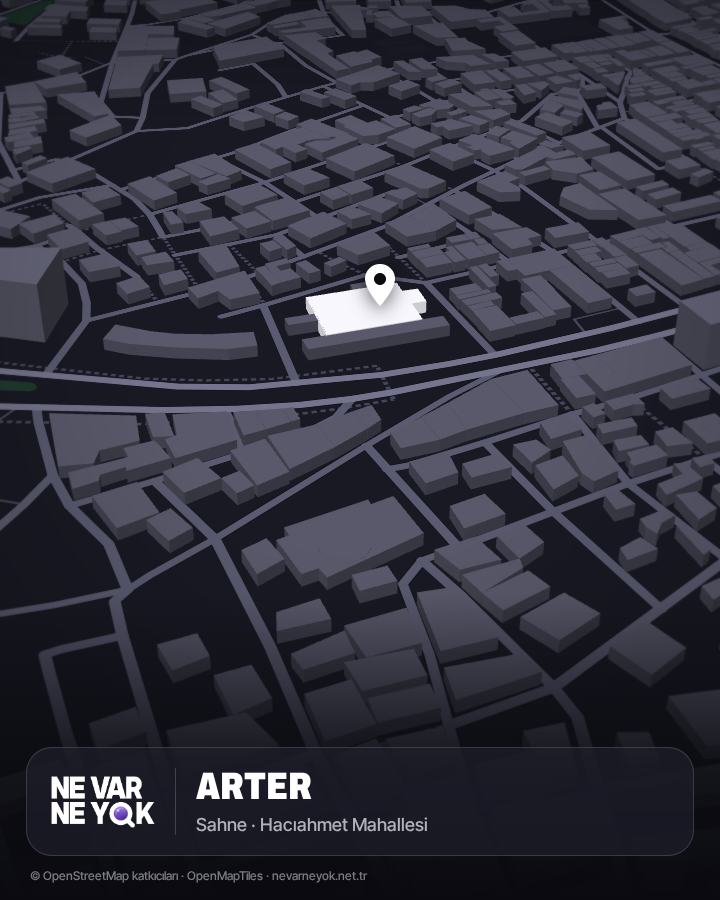 NE VAR
NE YOK
ARTER
Sahne · Hacıahmet Mahallesi
© OpenStreetMap katkıcıları · OpenMapTiles · nevarneyok.net.tr